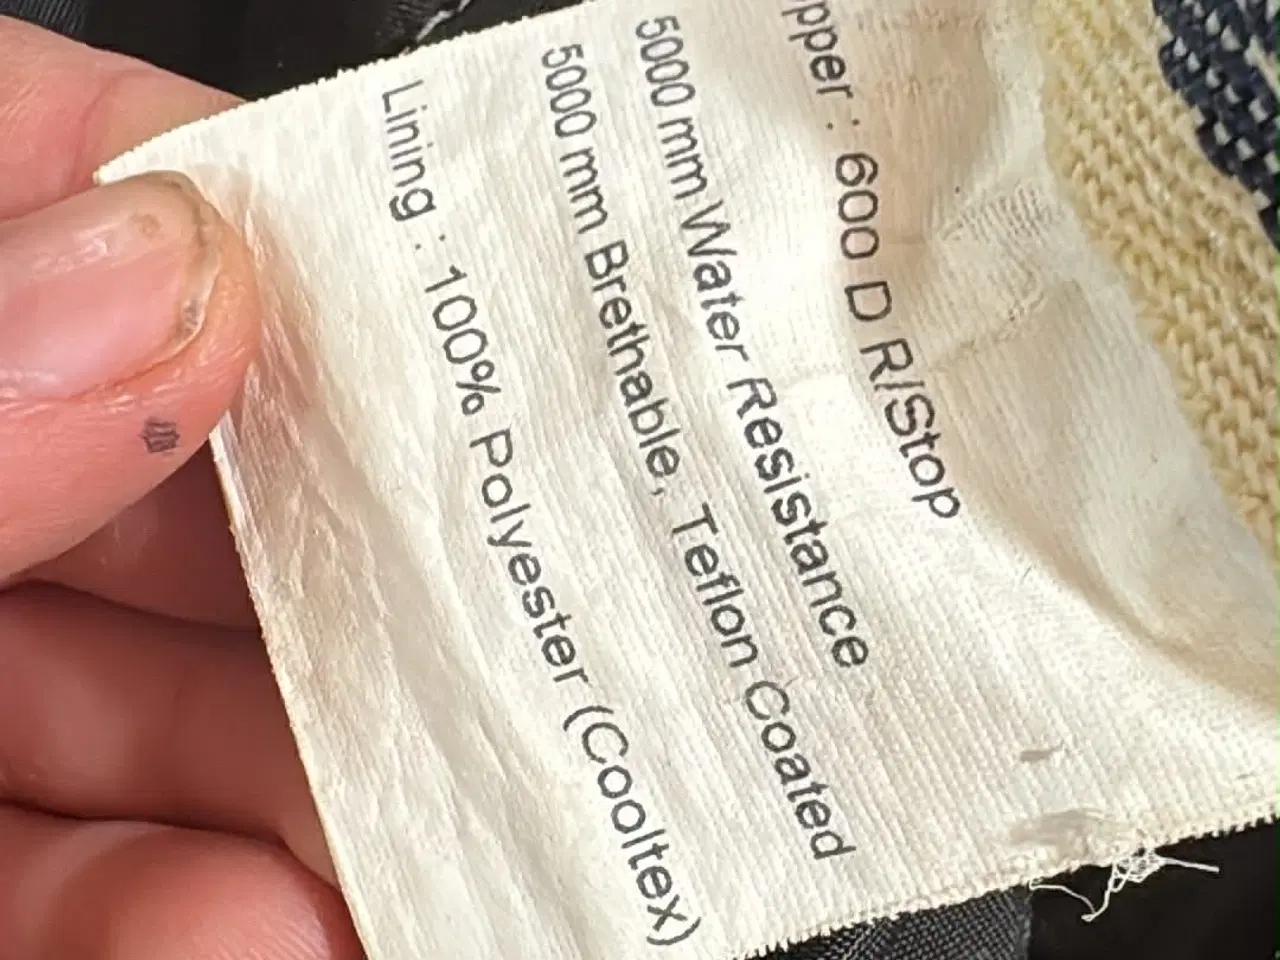 pper : 600 D R/Stop
5000 mm Water Resistance
5000 mm Brethable, Teflon Coated
Lining : 100% Polyester (Cooltex)